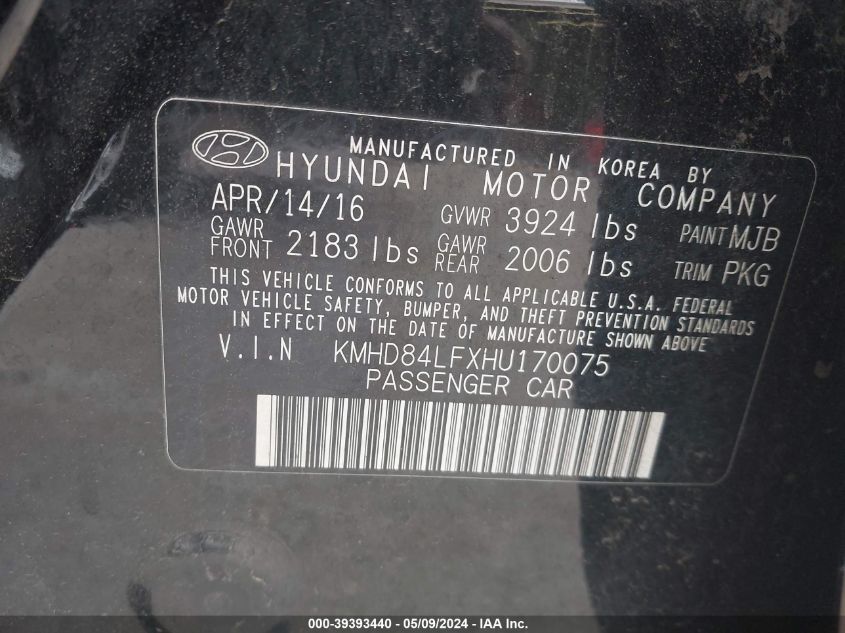 MANUFACTURED IN KOREA BY
HYUNDAI MOTOR COMPANY
APR/14/16 GVWR 3924 lbs PAINT MJB
GAWR FRONT 2183 lbs GAWR REAR 2006 lbs TRIM PKG
THIS VEHICLE CONFORMS TO ALL APPLICABLE U.S.A. FEDERAL
MOTOR VEHICLE SAFETY, BUMPER, AND THEFT PREVENTION STANDARDS
IN EFFECT ON THE DATE OF MANUFACTURE SHOWN ABOVE
V.I.N KMHD84LFXHU170075
PASSENGER CAR
000-39393440 - 05/09/2024 - IAA Inc.